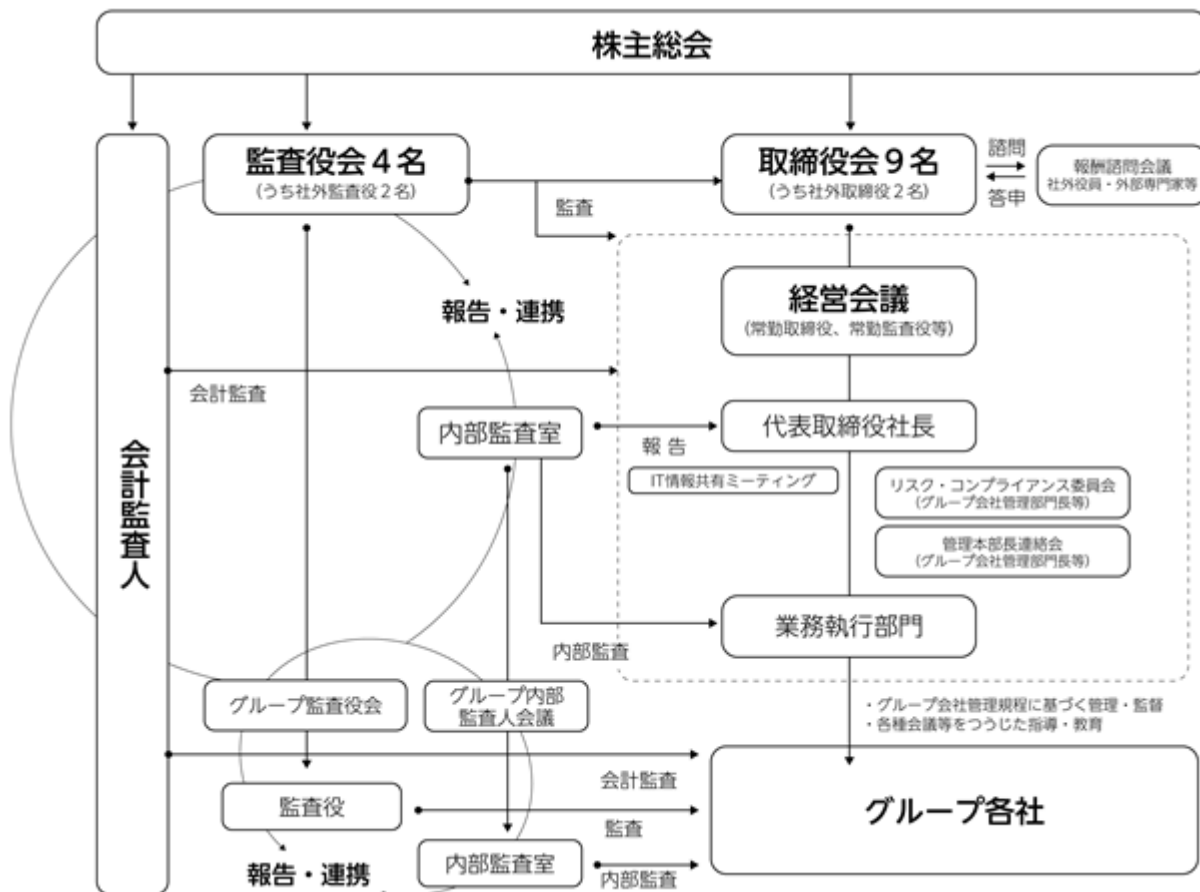 株主総会
監査役会４名
(うち社外監査役２名)
取締役会９名
(うち社外取締役２名)
諮問
答申
報酬諮問会議
社外役員・外部専門家等
監査
経営会議
(常勤取締役、常勤監査役等)
報告・連携
会計監査
会計監査人
内部監査室
報 告
代表取締役社長
IT情報共有ミーティング
リスク・コンプライアンス委員会
(グループ会社管理部門長等)
管理本部長連絡会
(グループ会社管理部門長等)
業務執行部門
内部監査
グループ監査役会
グループ内部
監査人会議
・グループ会社管理規程に基づく管理・監督
・各種会議等をつうじた指導・教育
会計監査
監査役
監査
グループ各社
報告・連携
内部監査室
内部監査